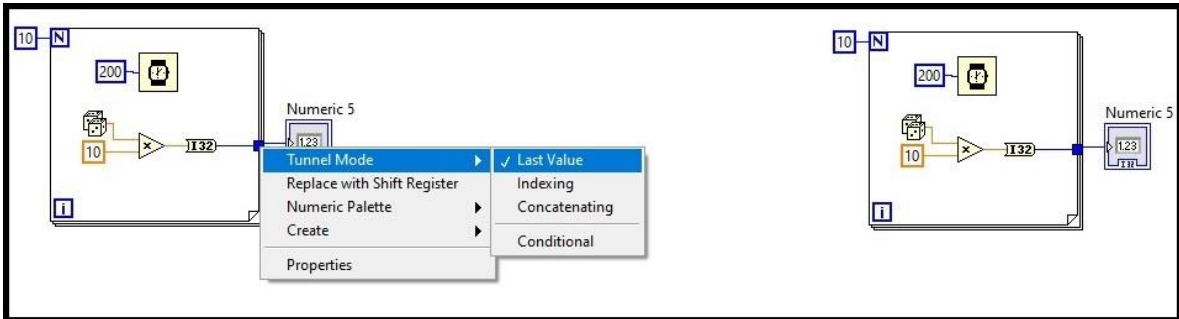 10 N
200
Numeric 5
10 × I32 1.23
i
Tunnel Mode
Replace with Shift Register
Numeric Palette
Create
Properties
✓ Last Value
Indexing
Concatenating
Conditional
10 N
200
Numeric 5
10 × I32 1.23
I32
i